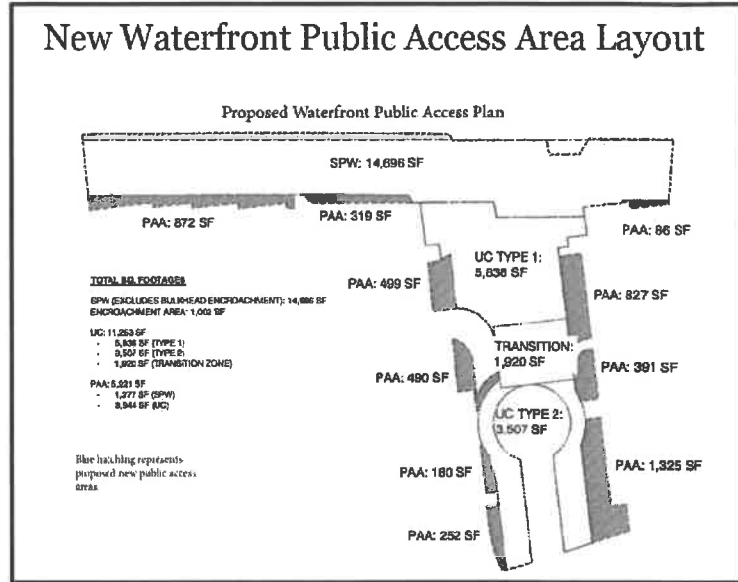 New Waterfront Public Access Area Layout
Proposed Waterfront Public Access Plan
SPW: 14,696 SF
PAA: 872 SF
PAA: 319 SF
PAA: 86 SF
UC TYPE 1:
5,836 SF
PAA: 499 SF
PAA: 827 SF
TOTAL SQ. FOOTAGES
SPW (EXCLUDES BULKHEAD ENCROACHMENT): 14,696 SF
ENCROACHMENT AREA: 1,002 SF
UC: 11,263 SF
- 5,836 SF (TYPE 1)
- 3,507 SF (TYPE 2)
- 1,920 SF (TRANSITION ZONE)
PAA: 5,221 SF
- 1,277 SF (SPW)
- 3,944 SF (UC)
TRANSITION:
1,920 SF
PAA: 490 SF
PAA: 391 SF
UC TYPE 2:
3,507 SF
Blue hatching represents
proposed new public access
areas
PAA: 160 SF
PAA: 1,325 SF
PAA: 252 SF